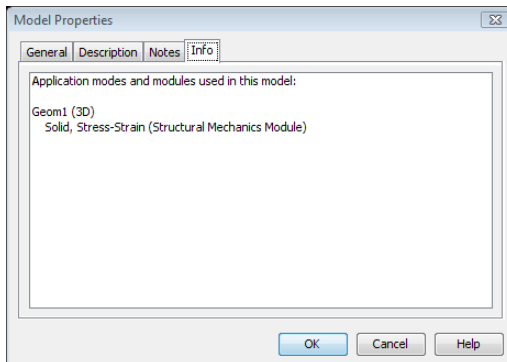 Model Properties
General Description Notes Info
Application modes and modules used in this model:
Geom1 (3D)
Solid, Stress-Strain (Structural Mechanics Module)
OK Cancel Help